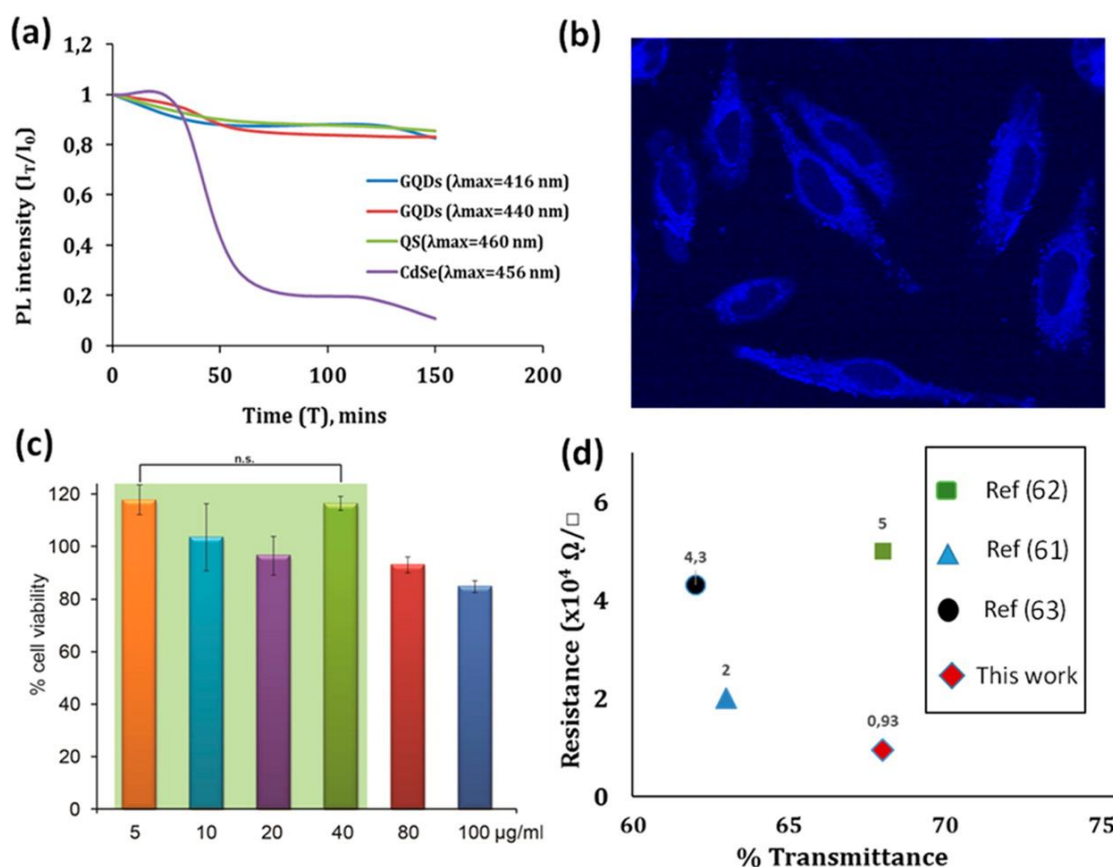 (a)
1,2
1
0,8
0,6
0,4
0,2
0
PL intensity (I_T/I_0)
GQDs (λmax=416 nm)
GQDs (λmax=440 nm)
QS(λmax=460 nm)
CdSe(λmax=456 nm)
0 50 100 150 200
Time (T), mins
(b)
(c)
n.s.
120
100
80
60
40
20
0
% cell viability
5 10 20 40 80 100 µg/ml
(d)
6
4
2
0
Resistance (x10⁴ Ω/□
4,3
5
2
0,93
Ref (62)
Ref (61)
Ref (63)
This work
60 65 70 75
% Transmittance